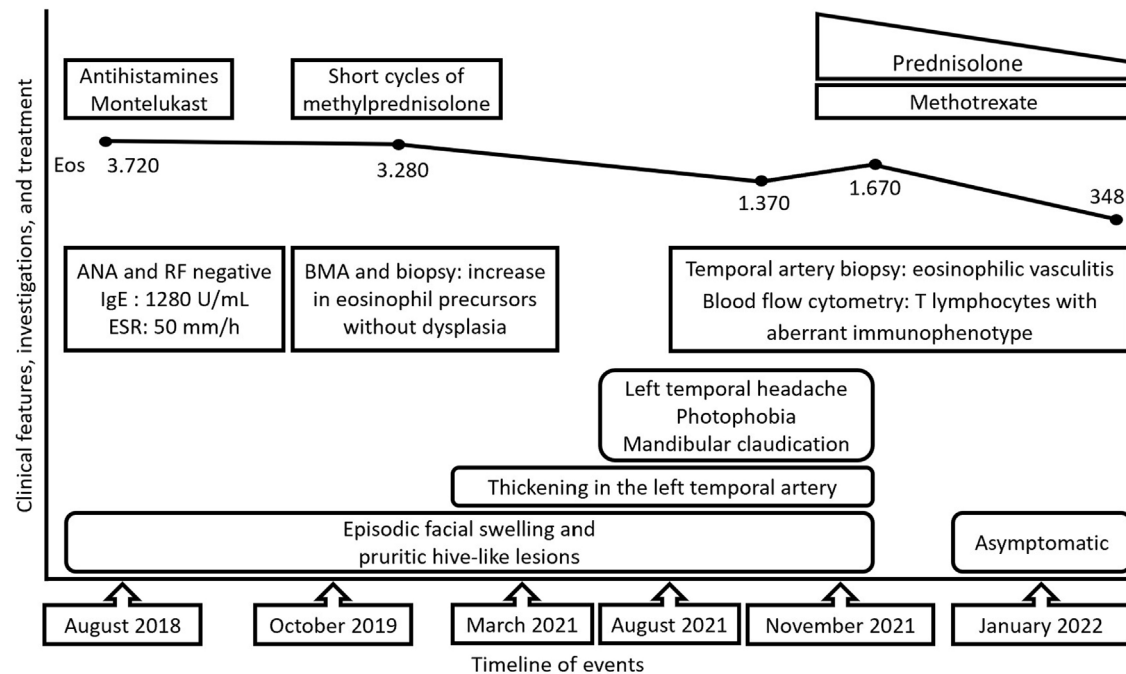 Clinical features, investigations, and treatment
Antihistamines
Montelukast
Short cycles of
methylprednisolone
Prednisolone
Methotrexate
Eos
3.720
3.280
1.370
1.670
348
ANA and RF negative
IgE : 1280 U/mL
ESR: 50 mm/h
BMA and biopsy: increase
in eosinophil precursors
without dysplasia
Temporal artery biopsy: eosinophilic vasculitis
Blood flow cytometry: T lymphocytes with
aberrant immunophenotype
Left temporal headache
Photophobia
Mandibular claudication
Thickening in the left temporal artery
Episodic facial swelling and
pruritic hive-like lesions
Asymptomatic
August 2018
October 2019
March 2021
August 2021
November 2021
January 2022
Timeline of events